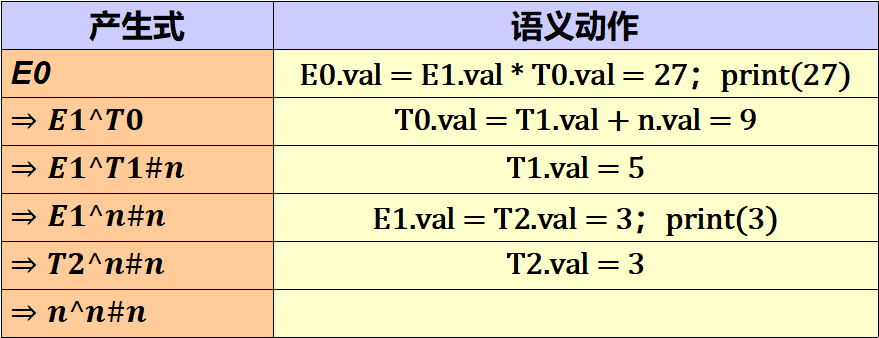 产生式 语义动作
E0 E0.val = E1.val * T0.val = 27；print(27)
⇒ E1^T0 T0.val = T1.val + n.val = 9
⇒ E1^T1#n T1.val = 5
⇒ E1^n#n E1.val = T2.val = 3；print(3)
⇒ T2^n#n T2.val = 3
⇒ n^n#n